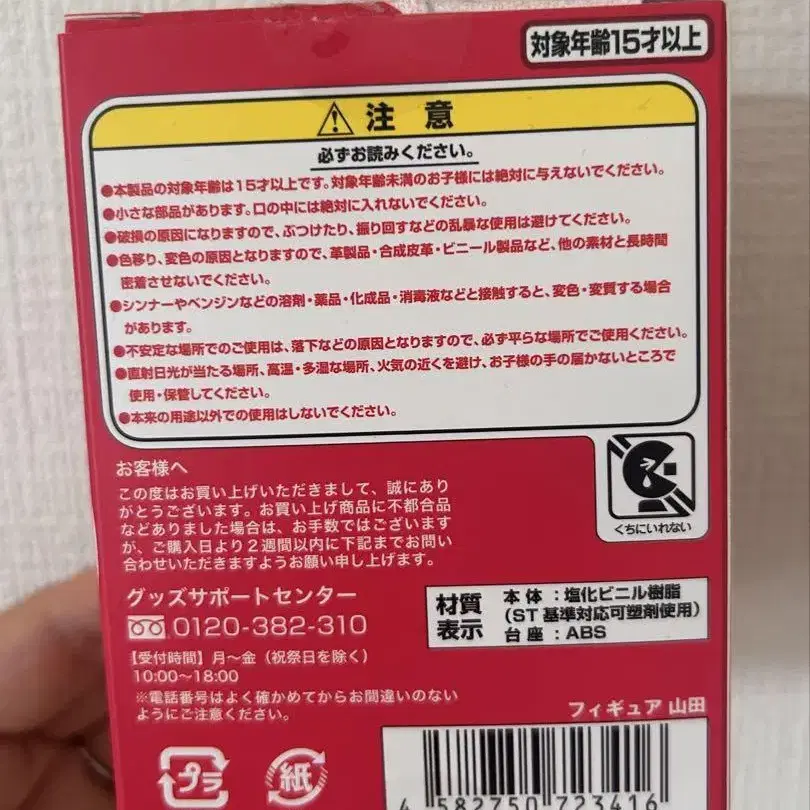 対象年齢15才以上
注意
必ずお読みください。
●本製品の対象年齢は15才以上です。対象年齢未満のお子様には絶対に与えないでください。
●小さな部品があります。口の中には絶対に入れないでください。
●破損の原因になりますので、ぶつけたり、振り回すなどの乱暴な使用は避けてください。
●色移り、変色の原因となりますので、革製品・合成皮革・ビニール製品など、他の素材と長時間
密着させないでください。
●シンナーやベンジンなどの溶剤・薬品・化成品・消毒液などと接触すると、変色・変質する場合
があります。
●不安定な場所でのご使用は、落下などの原因となりますので、必ず平らな場所でご使用ください。
●直射日光が当たる場所、高温・多湿な場所、火気の近くを避け、お子様の手の届かないところで
使用・保管してください。
●本来の用途以外での使用はしないでください。
くちにいれない
お客様へ
この度はお買い上げいただきまして、誠にあり
がとうございます。お買い上げ商品に不都合品
などありました場合は、お手数ではございます
が、ご購入日より2週間以内に下記までお問い
合わせいただきますようお願い申し上げます。
グッズサポートセンター
0120-382-310
【受付時間】月〜金(祝祭日を除く)
10:00〜18:00
※電話番号はよく確かめてからお間違いのない
ようにご注意ください。
材質
表示
本体:塩化ビニル樹脂
(ST基準対応可塑剤使用)
台座:ABS
フィギュア 山田
プラ
紙
4 582750 723416